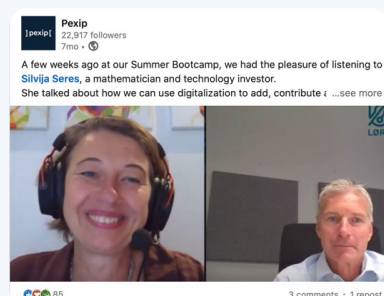 ]pexip[
Pexip
22,917 followers
7mo •
A few weeks ago at our Summer Bootcamp, we had the pleasure of listening to
Silvija Seres, a mathematician and technology investor.
She talked about how we can use digitalization to add, contribute a ...see more
LØR
85
3 comments · 1 repost